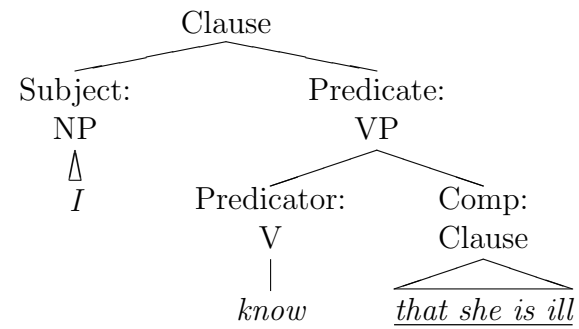 Clause
Subject: Predicate:
NP VP
I Predicator: Comp:
V Clause
know that she is ill